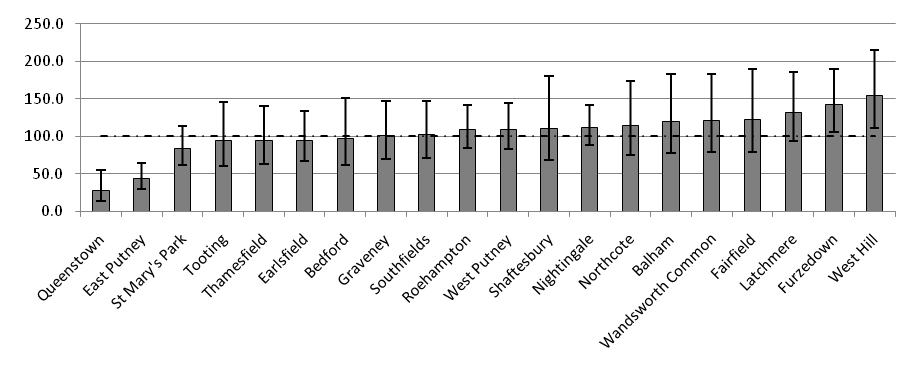 250.0
200.0
150.0
100.0
50.0
0.0
Queenstown
East Putney
St Mary's Park
Tooting
Thamesfield
Earlsfield
Bedford
Graveney
Southfields
Roehampton
West Putney
Shaftesbury
Nightingale
Northcote
Balham
Wandsworth Common
Fairfield
Latchmere
Furzedown
West Hill